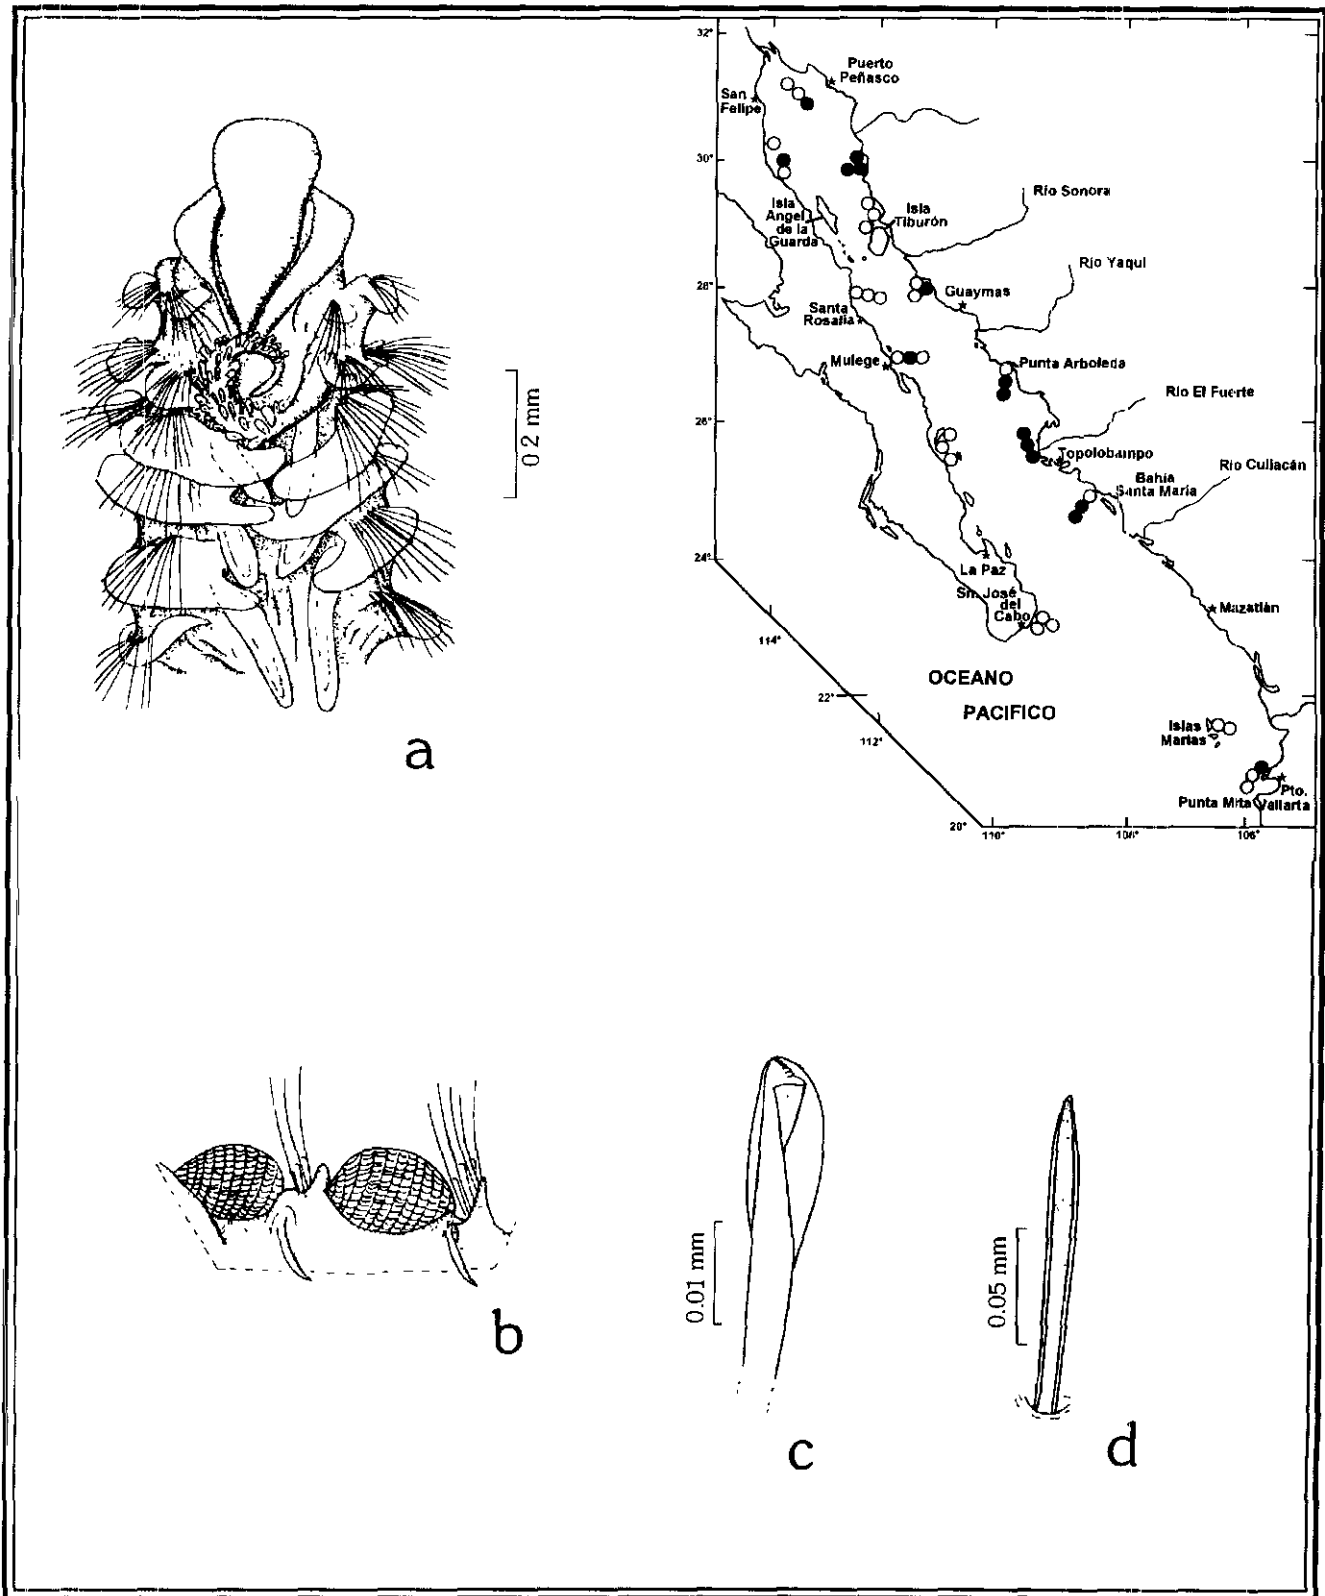 32°
Puerto
Peñasco
San
Felipe
30°
Río Sonora
Isla
Angel
de la
Guarda
Isla
Tiburón
Río Yaqui
28°
Guaymas
Santa
Rosalía
Mulege
Punta Arboleda
Río El Fuerte
26°
Topolobampo
Río Culiacán
Bahía
Santa María
24°
La Paz
Sn. José
del
Cabo
Mazatlán
114°
OCEANO
PACIFICO
22°
112°
Islas
Marías
Pto.
Punta Mita Vallarta
20°
110°
108°
106°
0.2 mm
a
b
0.01 mm
c
0.05 mm
d